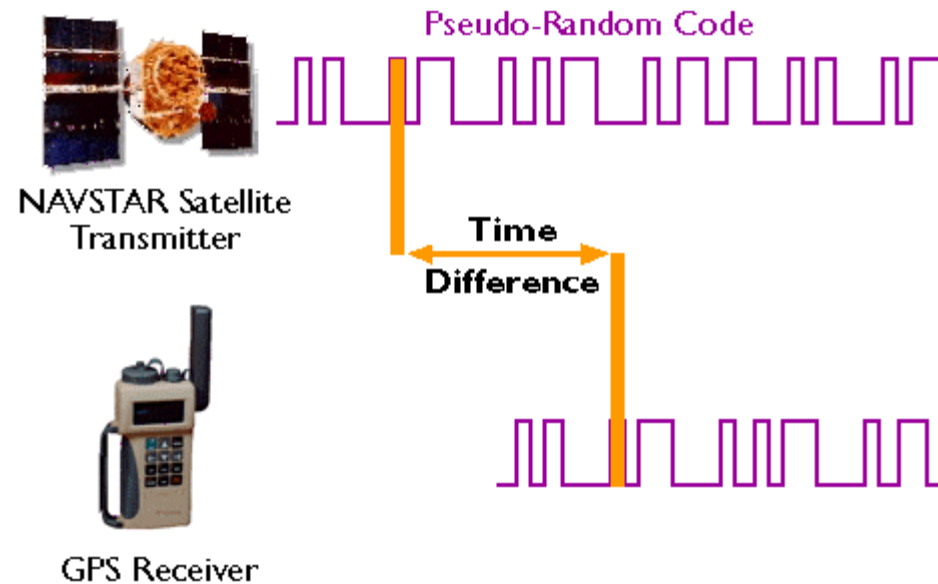 Pseudo-Random Code
NAVSTAR Satellite
Transmitter
Time
Difference
GPS Receiver